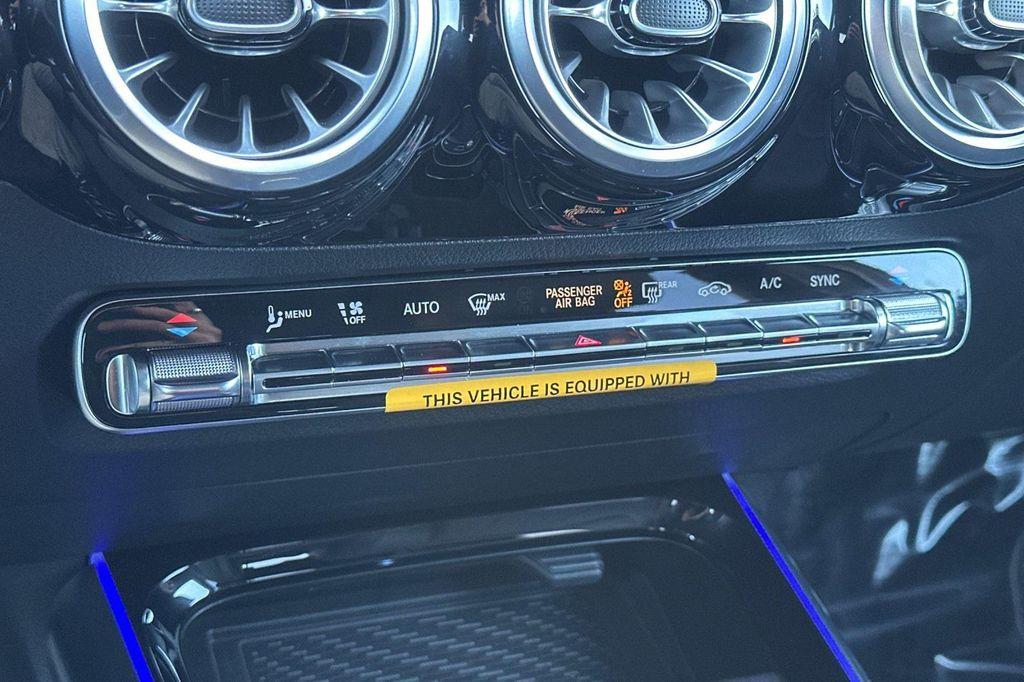 MENU
OFF
AUTO
MAX
PASSENGER
AIR BAG
OFF
REAR
A/C
SYNC
THIS VEHICLE IS EQUIPPED WITH